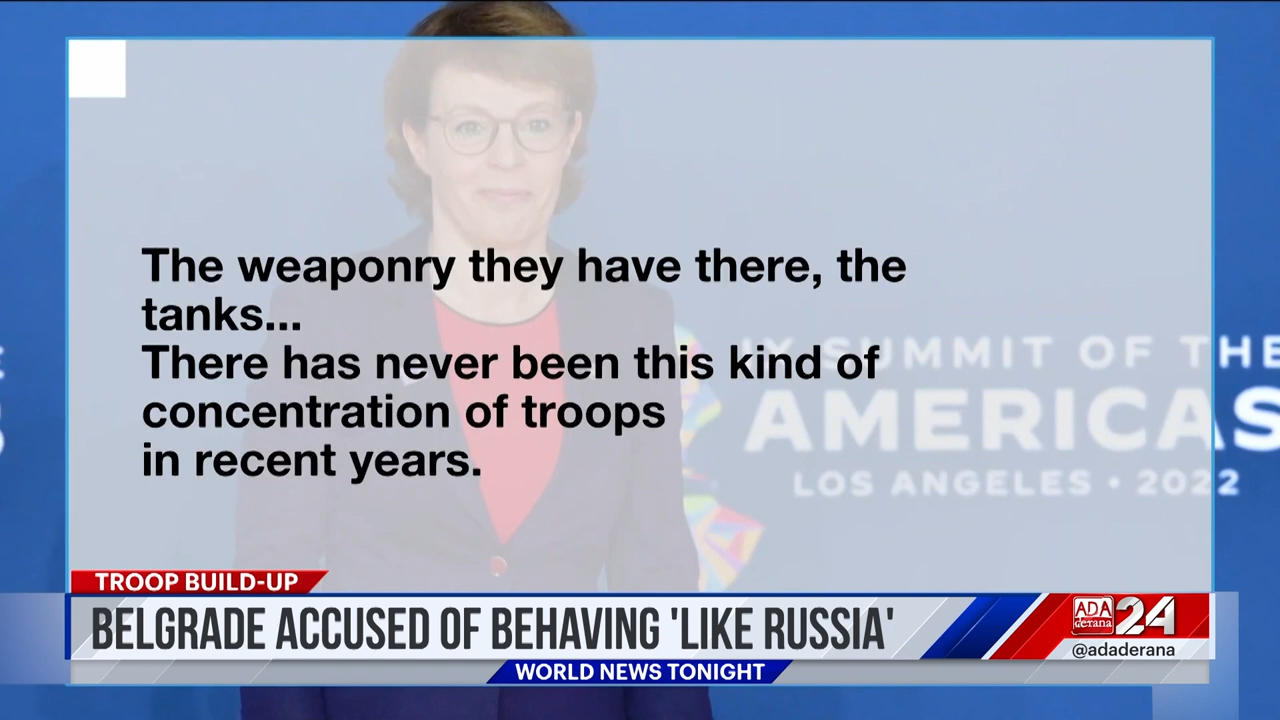 The weaponry they have there, the
tanks...
There has never been this kind of
concentration of troops
in recent years.
SUMMIT OF THE
AMERICAS
LOS ANGELES • 2022
TROOP BUILD-UP
BELGRADE ACCUSED OF BEHAVING 'LIKE RUSSIA'
ADA
derana
24
@adaderana
WORLD NEWS TONIGHT